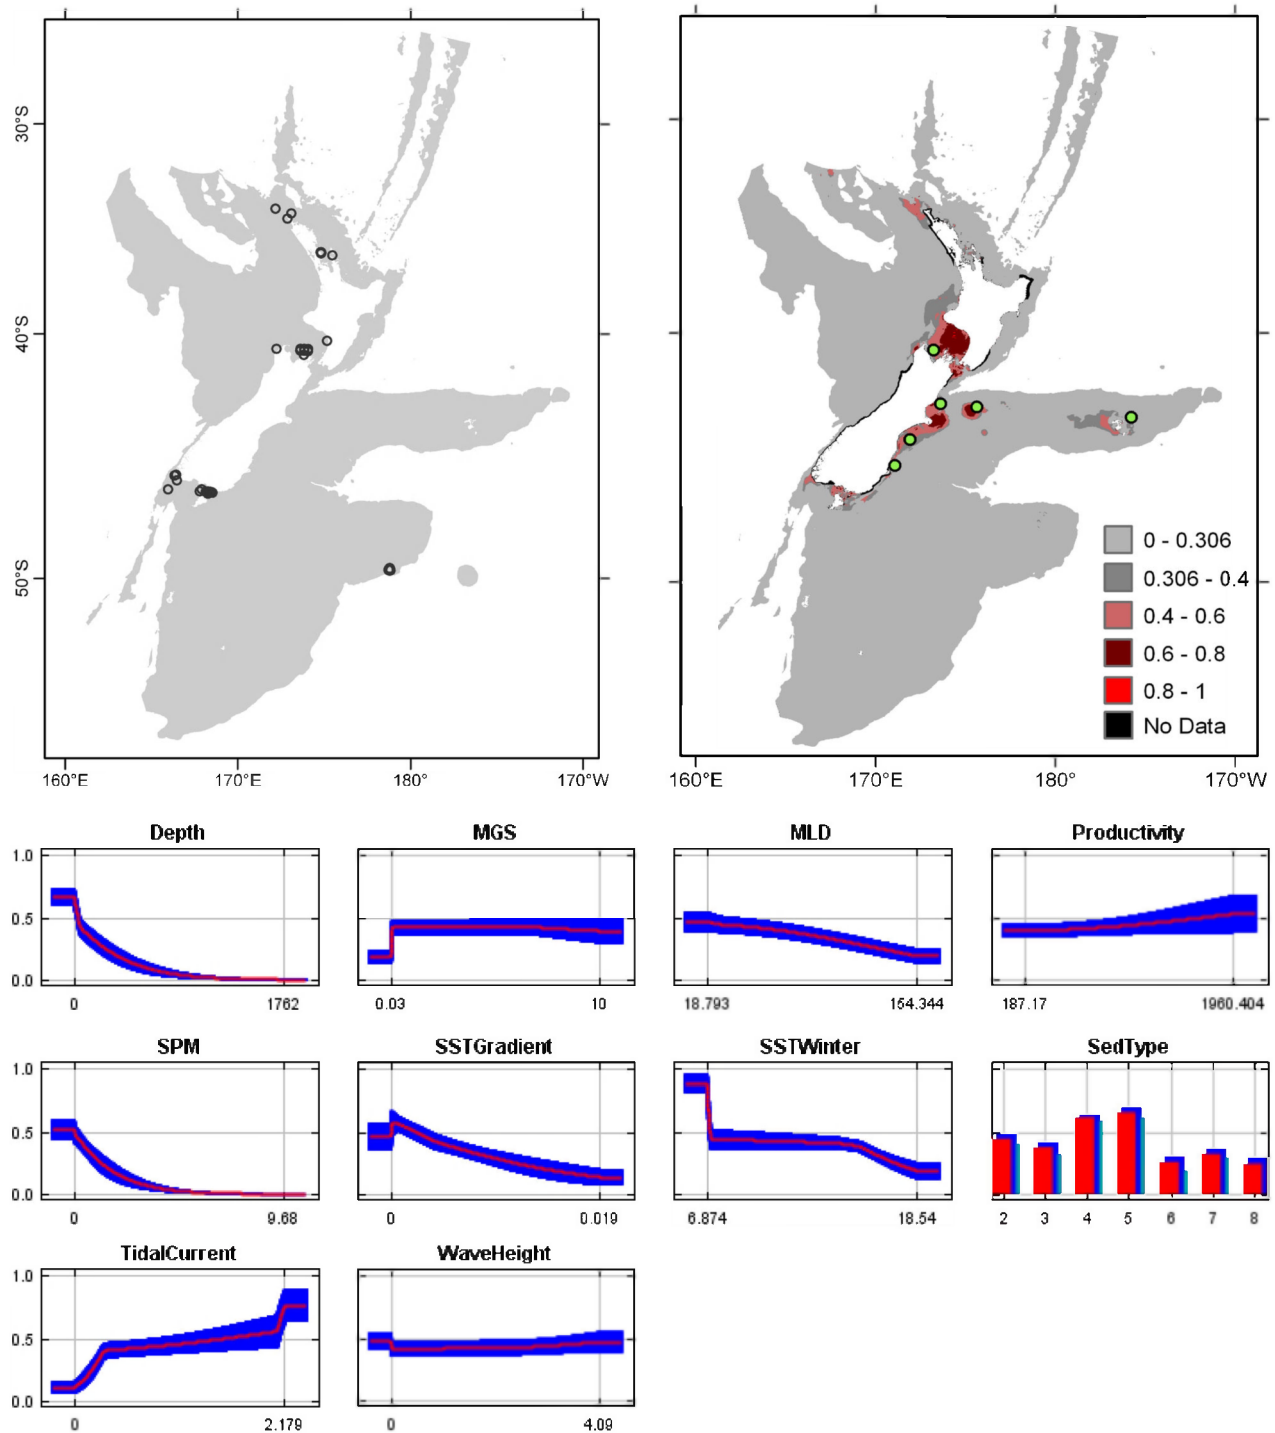 30°S
40°S
50°S
160°E 170°E 180° 170°W
0 - 0.306
0.306 - 0.4
0.4 - 0.6
0.6 - 0.8
0.8 - 1
No Data
160°E 170°E 180° 170°W
Depth MGS MLD Productivity
1.0
0.5
0.0
0 1762 0.03 10 18.793 154.344 187.17 1960.404
SPM SSTGradient SSTWinter SedType
1.0
0.5
0.0
0 9.68 0 0.019 6.874 18.54 2 3 4 5 6 7 8
TidalCurrent WaveHeight
1.0
0.5
0.0
0 2.179 0 4.09